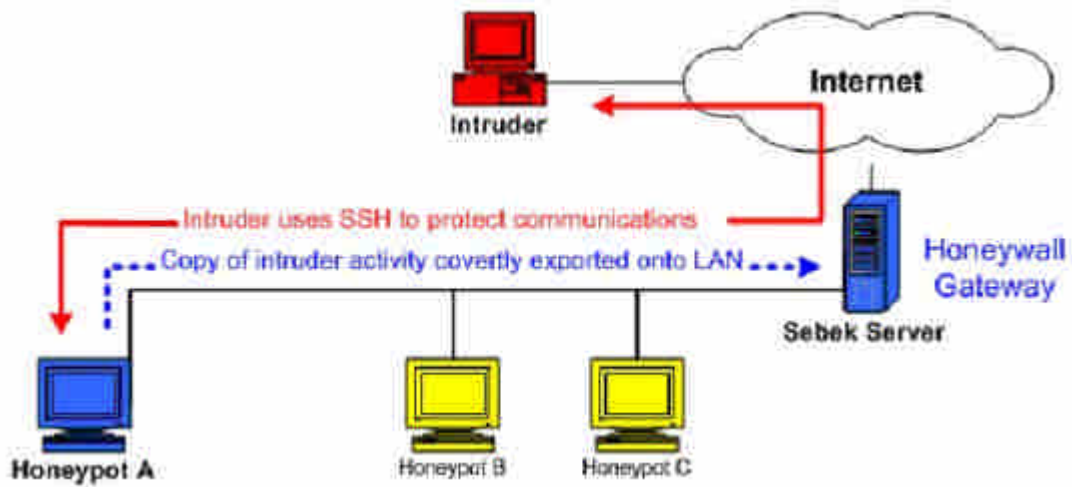 Internet
Intruder
Intruder uses SSH to protect communications
Copy of intruder activity covertly exported onto LAN
Honeywall
Gateway
Sebek Server
Honeypot A
Honeypot B
Honeypot C